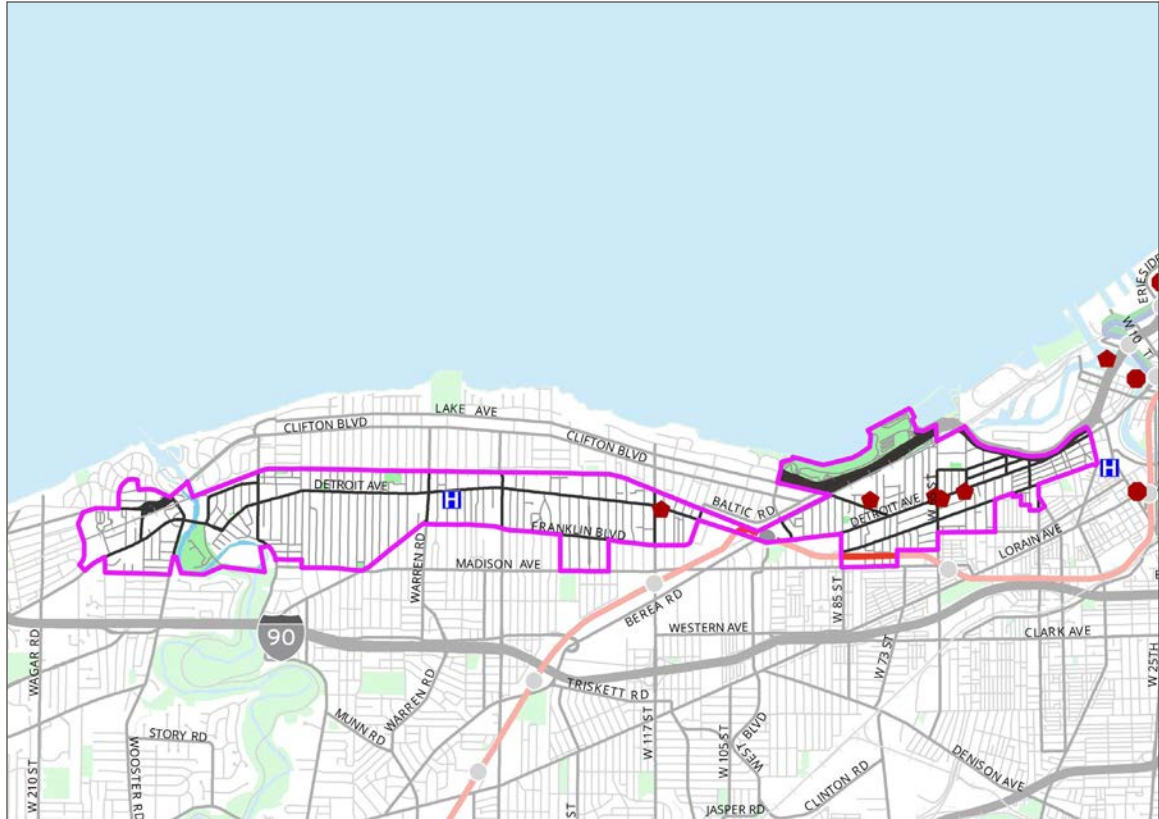 ERIESIDE
W 10
LAKE AVE
CLIFTON BLVD
CLIFTON BLVD
H
DETROIT AVE
H
BALTIC RD
DETROIT AVE
FRANKLIN BLVD
LORAIN AVE
WARREN RD
MADISON AVE
BEREA RD
W 85 ST
90
WESTERN AVE
CLARK AVE
WAGAR RD
W 73 ST
W 25TH
TRISKETT RD
WARREN RD
MUNN RD
STORY RD
W 117 ST
W 105 ST
WEST BLVD
DENISON AVE
CLINTON RD
W 210 ST
WOOSTER RD
ST
JASPER RD